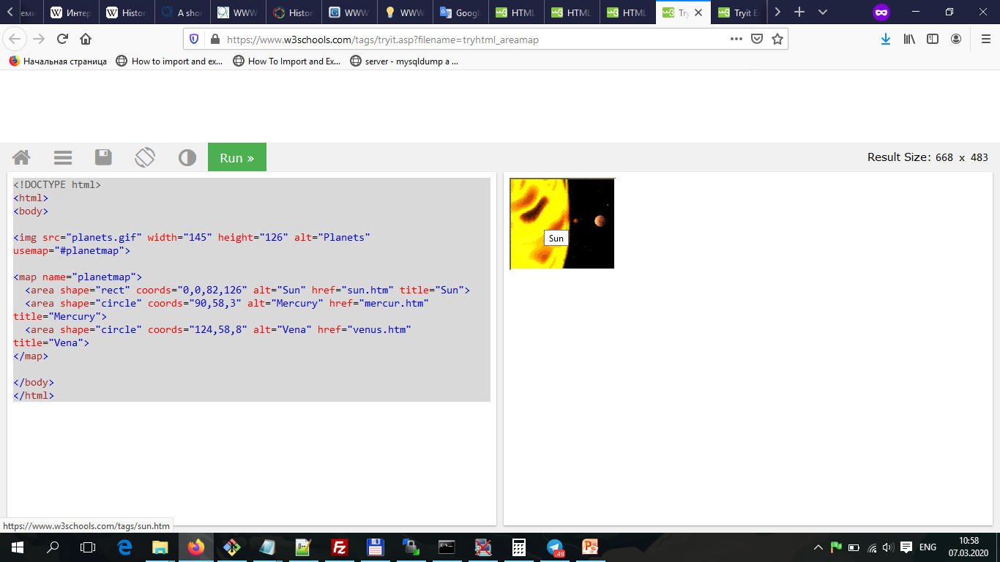 еми
Интер
Histor
A shor
WWW
Histor
WWW
WWW
Google
HTML
HTML
HTML
Try
Tryit E
https://www.w3schools.com/tags/tryit.asp?filename=tryhtml_areamap
Начальная страница
How to import and ex...
How To Import and Ex...
server - mysqldump a ...
Run »
Result Size: 668 x 483
<!DOCTYPE html>
<html>
<body>
<img src="planets.gif" width="145" height="126" alt="Planets"
usemap="#planetmap">
<map name="planetmap">
<area shape="rect" coords="0,0,82,126" alt="Sun" href="sun.htm" title="Sun">
<area shape="circle" coords="90,58,3" alt="Mercury" href="mercur.htm"
title="Mercury">
<area shape="circle" coords="124,58,8" alt="Vena" href="venus.htm"
title="Vena">
</map>
</body>
</html>
Sun
https://www.w3schools.com/tags/sun.htm
49
ENG
10:58
07.03.2020